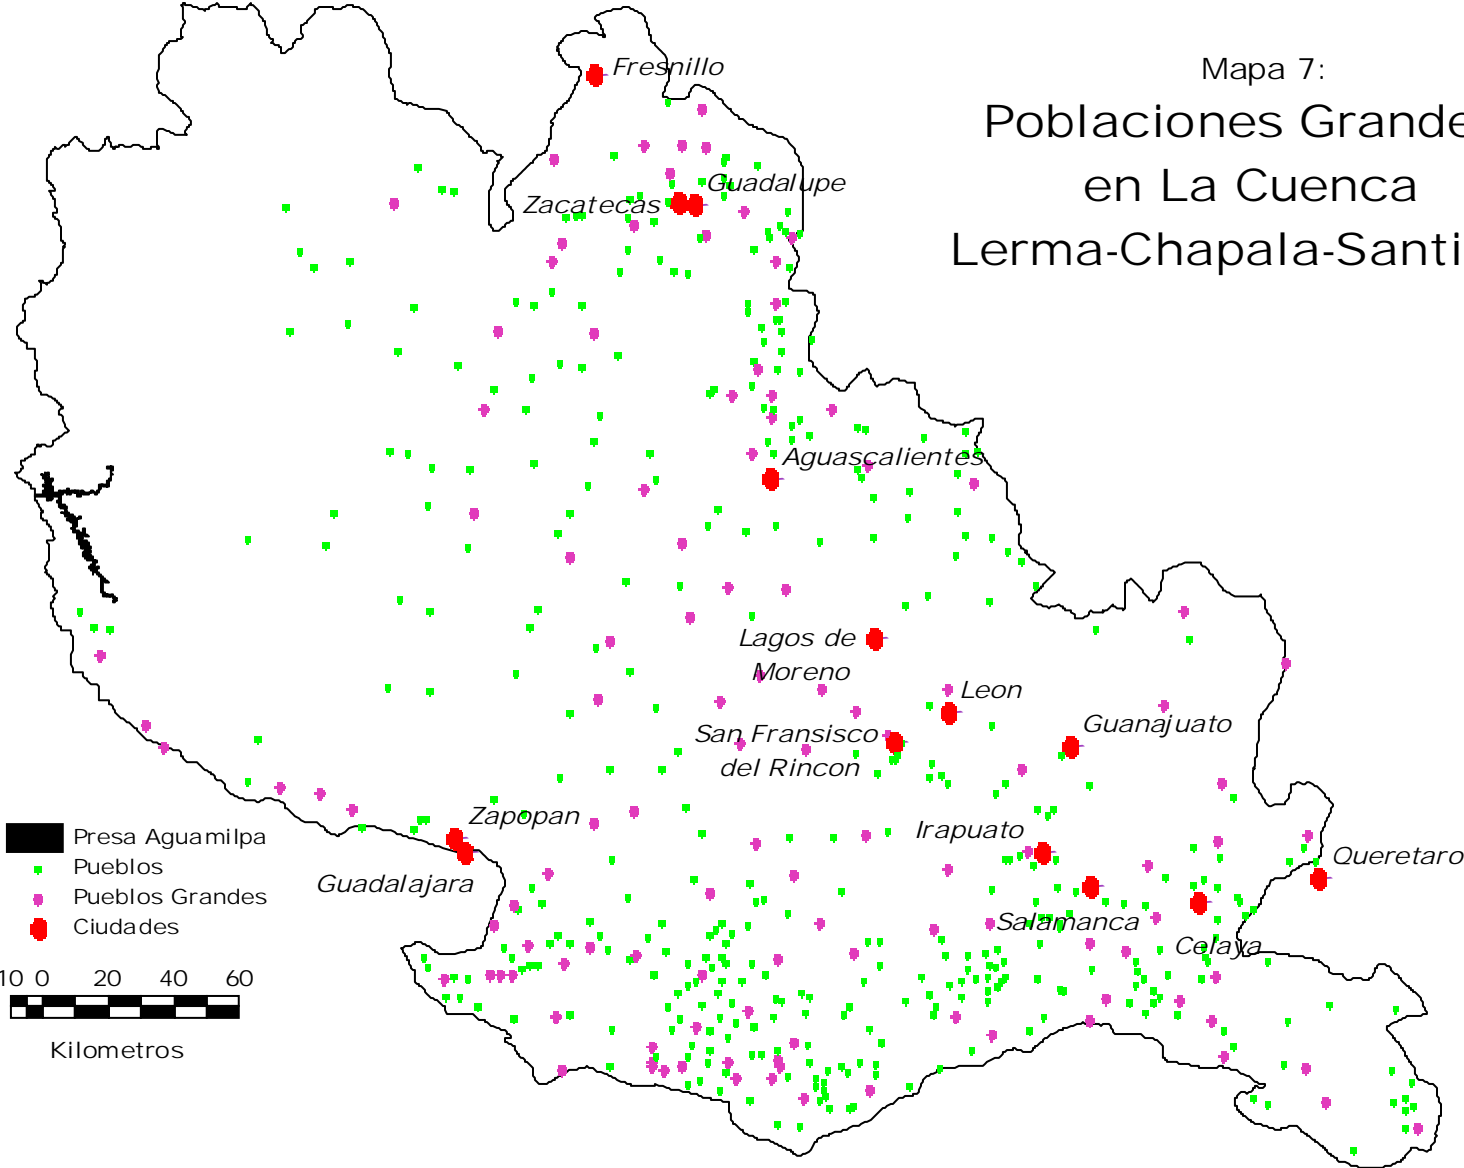 Mapa 7:
Poblaciones Grande
en La Cuenca
Lerma-Chapala-Santi
Fresnillo
Guadalupe
Zacatecas
Aguascalientes
Lagos de
Moreno
Leon
Guanajuato
San Fransisco
del Rincon
Zapopan
Irapuato
Queretaro
Guadalajara
Salamanca
Celaya
Presa Aguamilpa
Pueblos
Pueblos Grandes
Ciudades
10 0 20 40 60
Kilometros